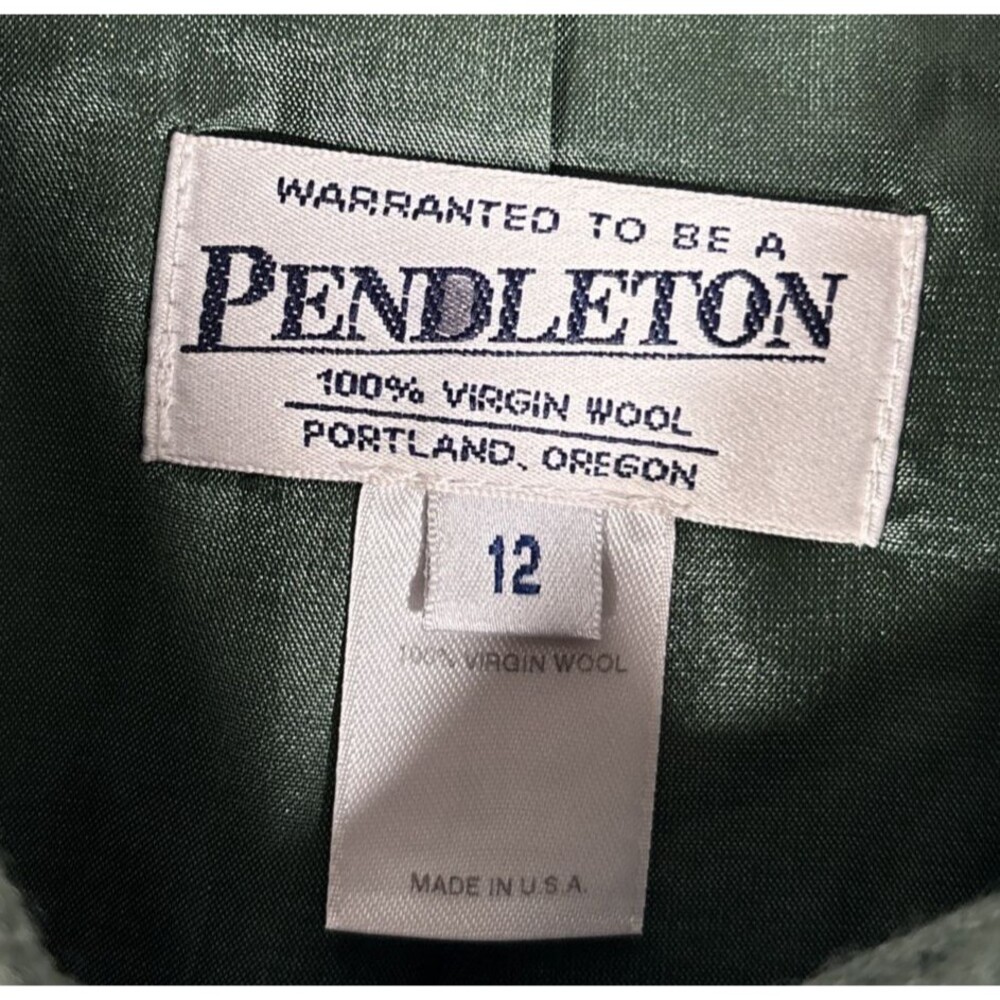 WARRANTED TO BE A
PENDLETON
100% VIRGIN WOOL
PORTLAND, OREGON
12
100% VIRGIN WOOL
MADE IN U.S.A.